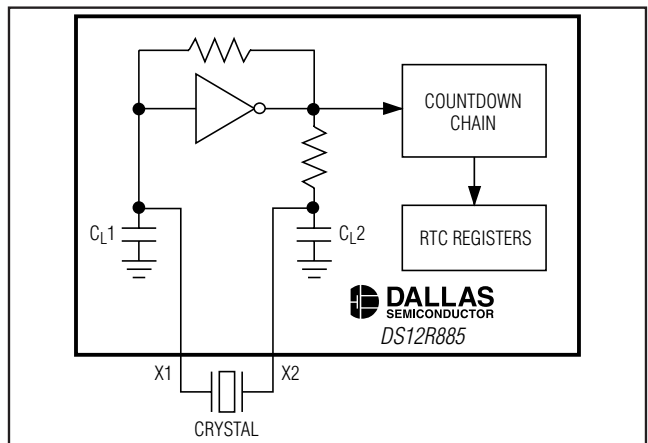 COUNTDOWN
CHAIN
CL1
CL2
RTC REGISTERS
DALLAS
SEMICONDUCTOR
DS12R885
X1
X2
CRYSTAL